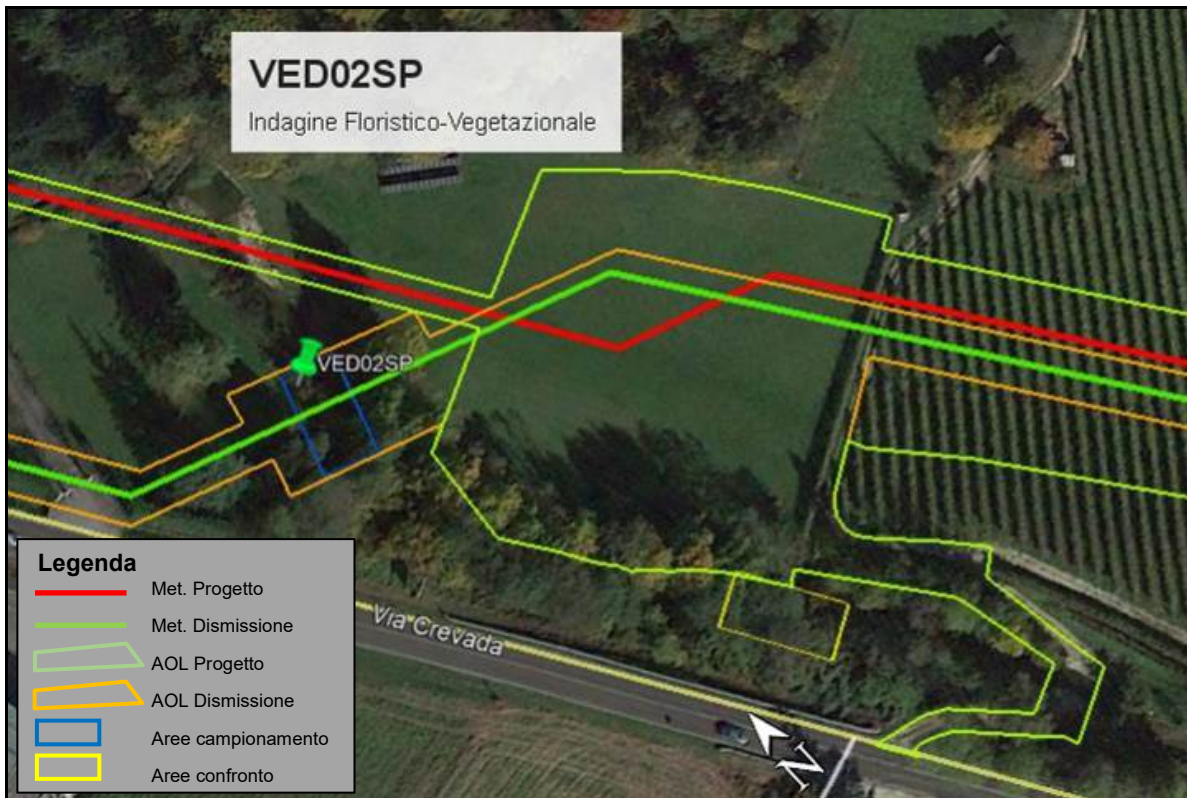 VED02SP
Indagine Floristico-Vegetazionale
VED02SP
Via Crevada
N
Legenda
Met. Progetto
Met. Dismissione
AOL Progetto
AOL Dismissione
Aree campionamento
Aree confronto